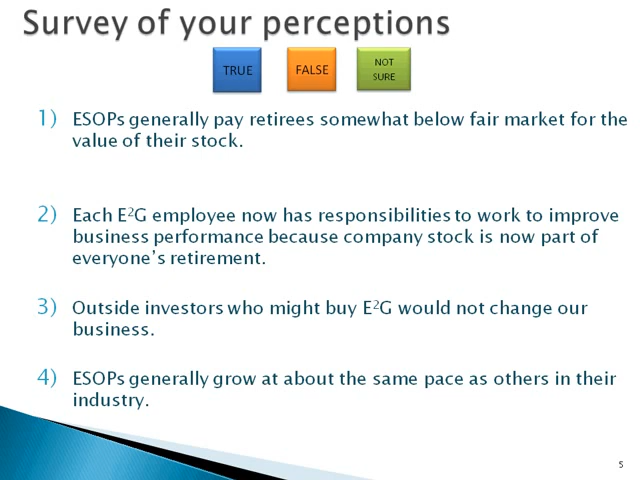 Survey of your perceptions
TRUE
FALSE
NOT
SURE
1) ESOPs generally pay retirees somewhat below fair market for the
value of their stock.
2) Each E²G employee now has responsibilities to work to improve
business performance because company stock is now part of
everyone’s retirement.
3) Outside investors who might buy E²G would not change our
business.
4) ESOPs generally grow at about the same pace as others in their
industry.
5